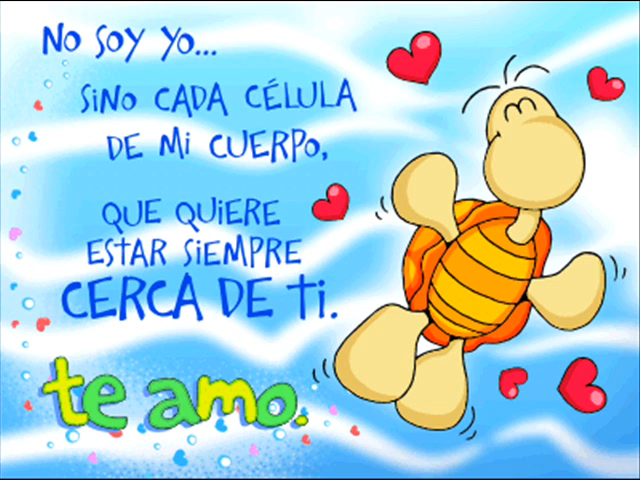 No soy yo...
sino cada célula
de mi cuerpo,
que quiere
estar siempre
cerca de ti.
te amo.